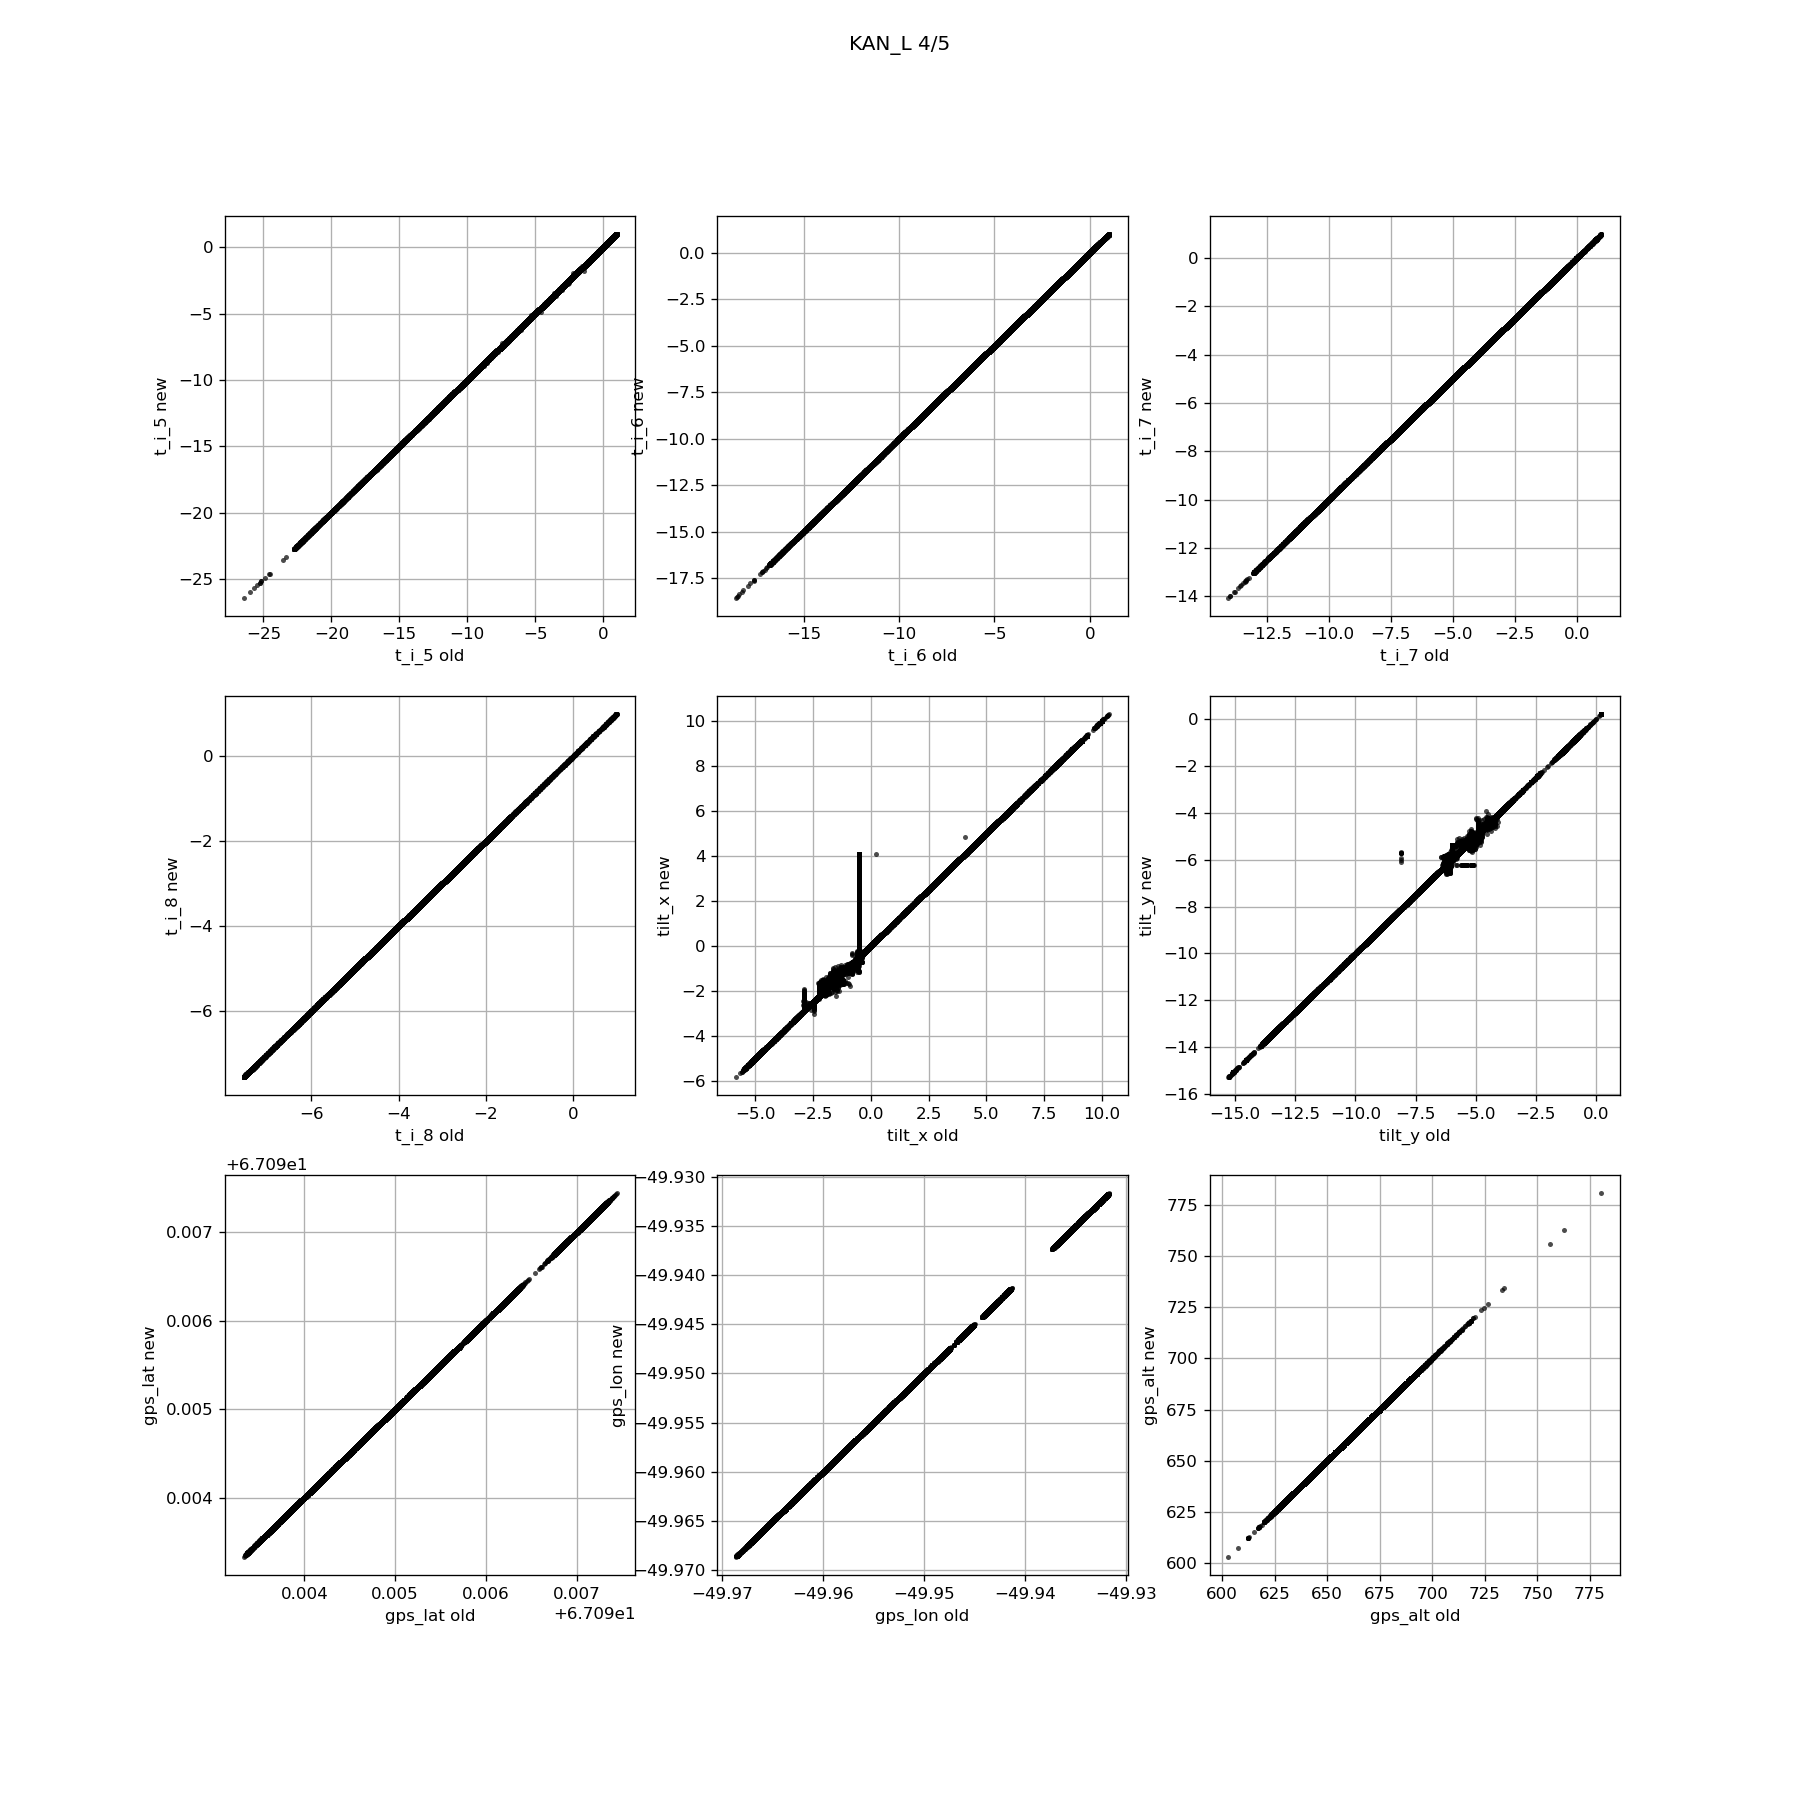 KAN_L 4/5
0
−5
−10
−15
−20
−25
t_i_5 new
−25 −20 −15 −10 −5 0
t_i_5 old
0.0
−2.5
−5.0
−7.5
−10.0
−12.5
−15.0
−17.5
t_i_6 new
−15 −10 −5 0
t_i_6 old
0
−2
−4
−6
−8
−10
−12
−14
t_i_7 new
−12.5 −10.0 −7.5 −5.0 −2.5 0.0
t_i_7 old
0
−2
−4
−6
t_i_8 new
−6 −4 −2 0
t_i_8 old
10
8
6
4
2
0
−2
−4
−6
tilt_x new
−5.0 −2.5 0.0 2.5 5.0 7.5 10.0
tilt_x old
0
−2
−4
−6
−8
−10
−12
−14
−16
tilt_y new
−15.0 −12.5 −10.0 −7.5 −5.0 −2.5 0.0
tilt_y old
+6.709e1
0.007
0.006
0.005
0.004
gps_lat new
0.004 0.005 0.006 0.007
gps_lat old
+6.709e1
−49.930
−49.935
−49.940
−49.945
−49.950
−49.955
−49.960
−49.965
−49.970
gps_lon new
−49.97 −49.96 −49.95 −49.94 −49.93
gps_lon old
775
750
725
700
675
650
625
600
gps_alt new
600 625 650 675 700 725 750 775
gps_alt old